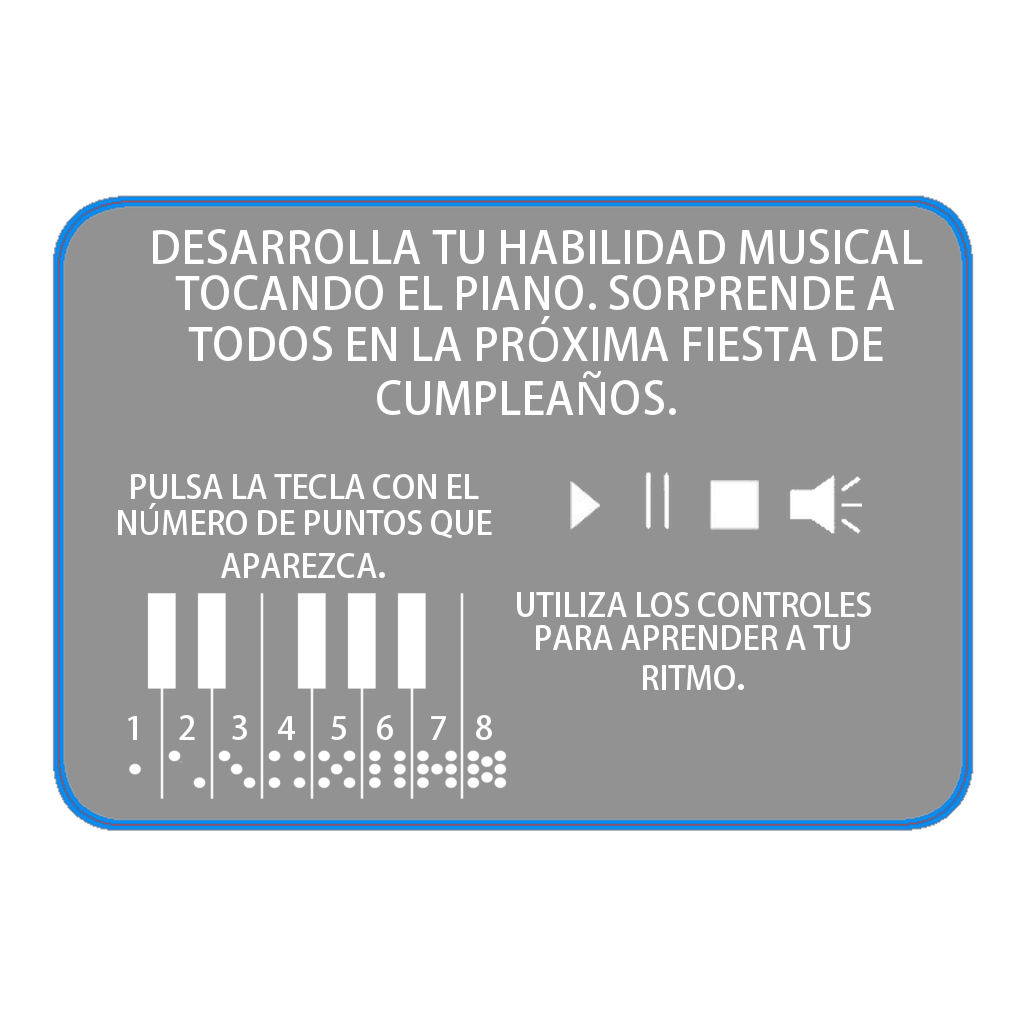 DESARROLLA TU HABILIDAD MUSICAL
TOCANDO EL PIANO. SORPRENDE A
TODOS EN LA PRÓXIMA FIESTA DE
CUMPLEAÑOS.
PULSA LA TECLA CON EL
NÚMERO DE PUNTOS QUE
APAREZCA.
1 2 3 4 5 6 7 8
UTILIZA LOS CONTROLES
PARA APRENDER A TU
RITMO.